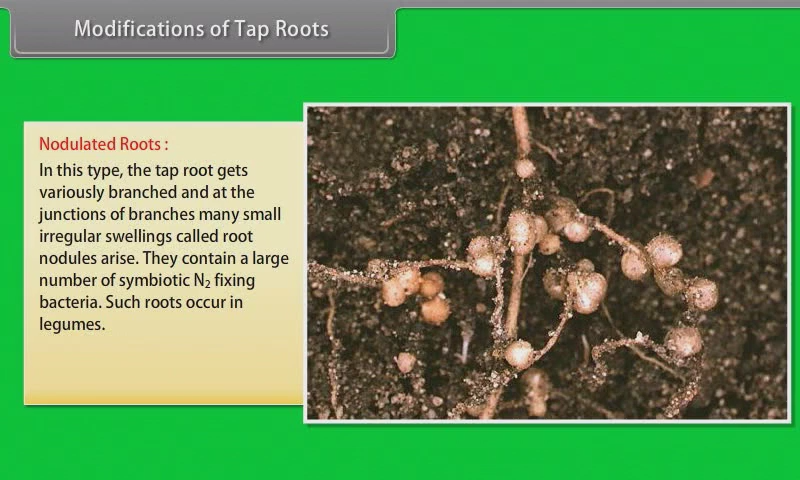 Modifications of Tap Roots
Nodulated Roots :
In this type, the tap root gets
variously branched and at the
junctions of branches many small
irregular swellings called root
nodules arise. They contain a large
number of symbiotic N₂ fixing
bacteria. Such roots occur in
legumes.